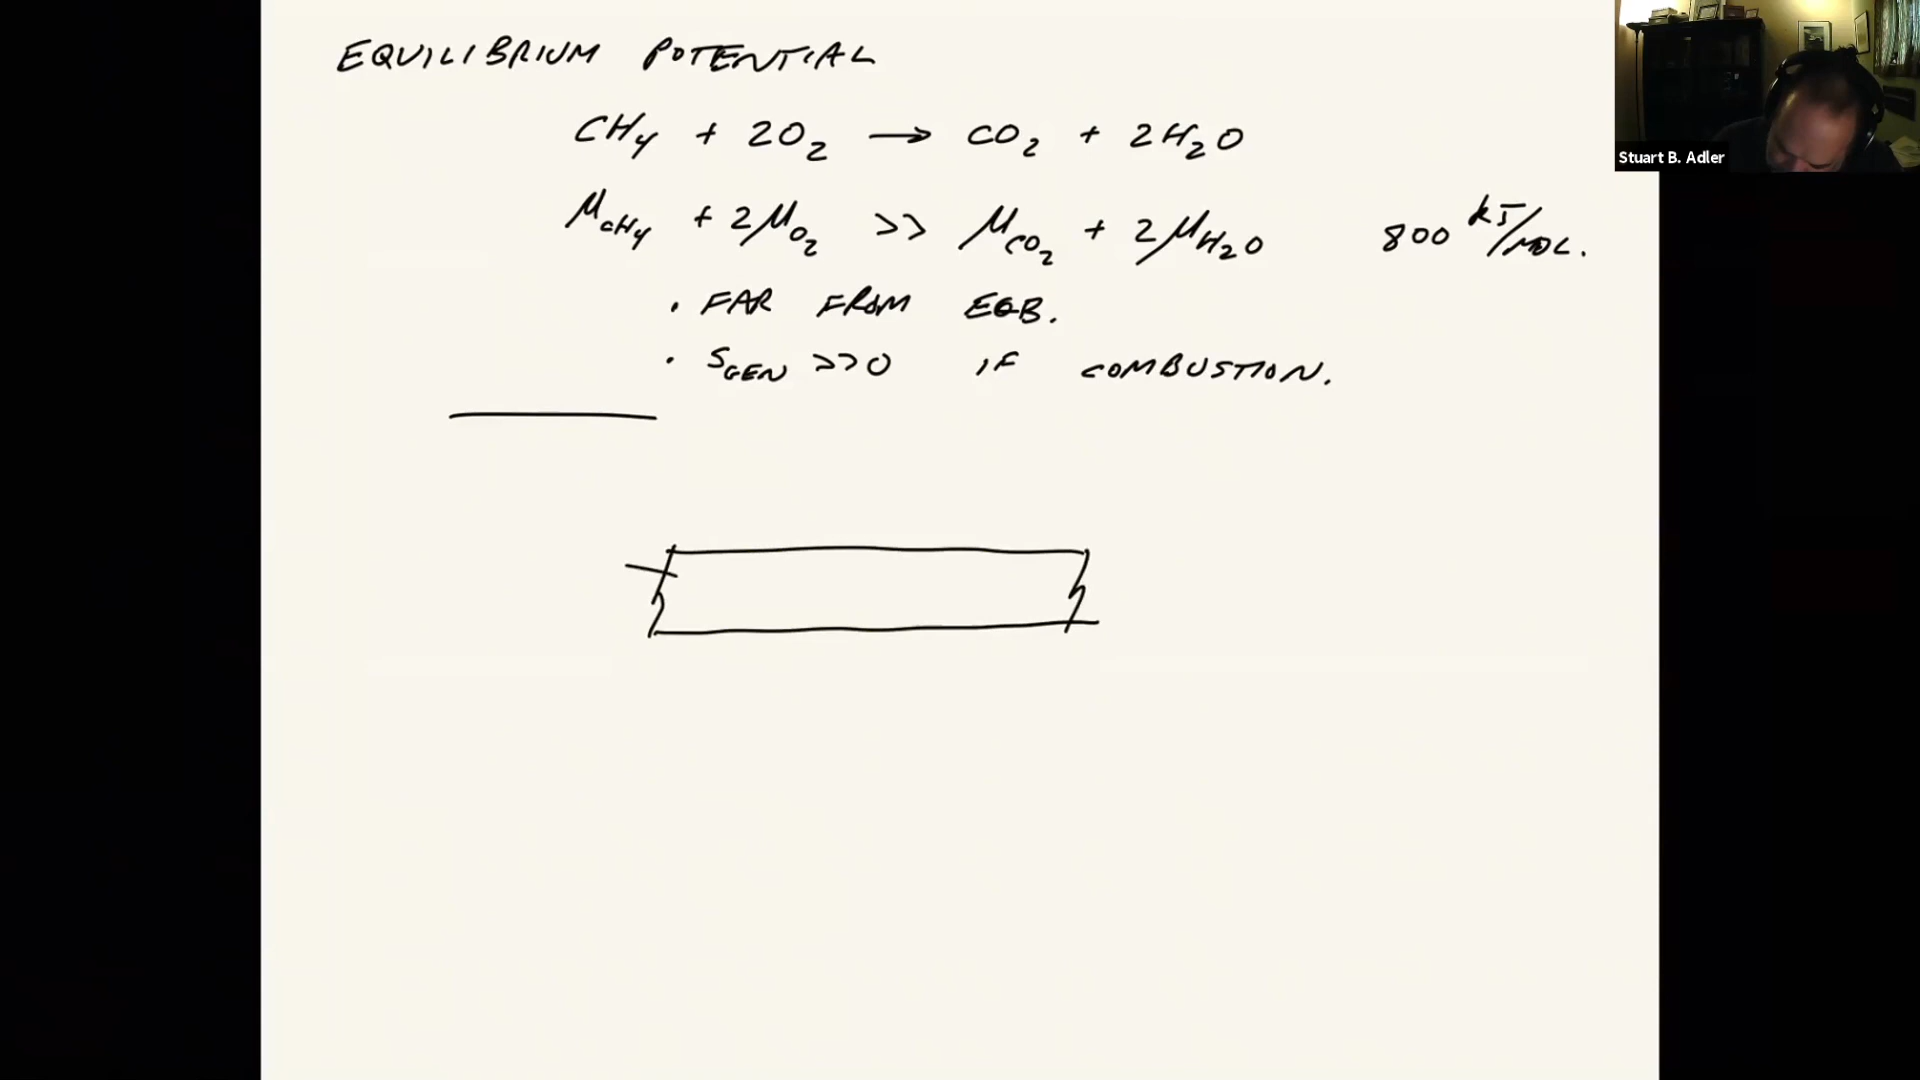 EQUILIBRIUM POTENTIAL
CH4 + 2O2 → CO2 + 2H2O
μCH4 + 2μO2 >> μCO2 + 2μH2O 800 kJ/MOL.
• FAR FROM EQB.
• SGEN >>0 IF COMBUSTION.
Stuart B. Adler